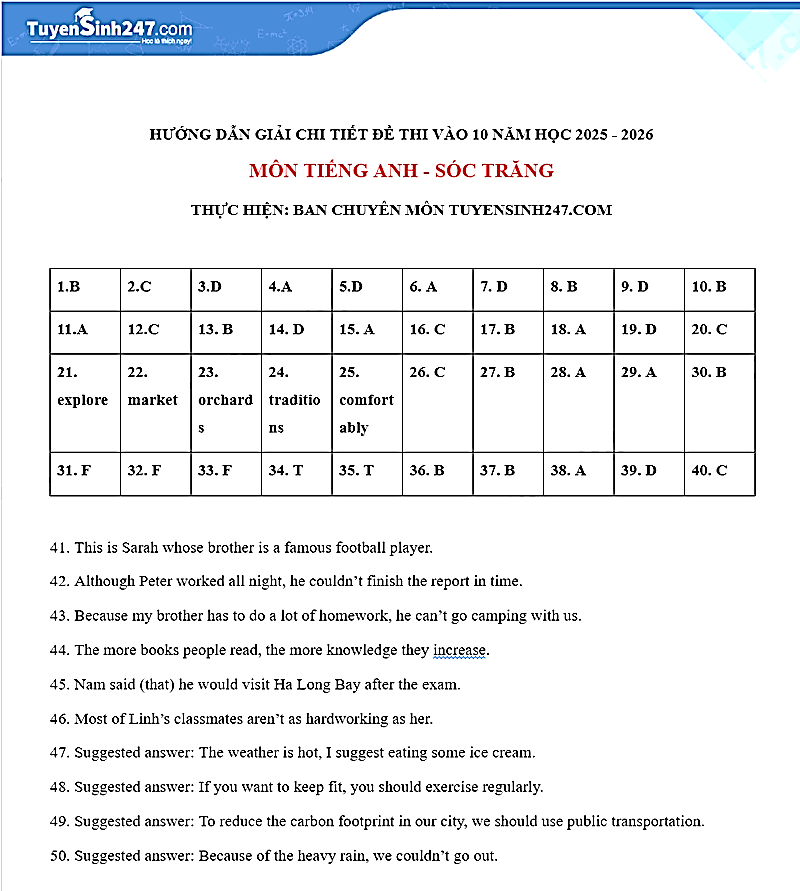 TuyenSinh247.com
Học là thích ngay!
HƯỚNG DẪN GIẢI CHI TIẾT ĐỀ THI VÀO 10 NĂM HỌC 2025 - 2026
MÔN TIẾNG ANH - SÓC TRĂNG
THỰC HIỆN: BAN CHUYÊN MÔN TUYENSINH247.COM
1.B 2.C 3.D 4.A 5.D 6. A 7. D 8. B 9. D 10. B
11.A 12.C 13. B 14. D 15. A 16. C 17. B 18. A 19. D 20. C
21. 22. 23. 24. 25. 26. C 27. B 28. A 29. A 30. B
explore market orchard traditio comfort
s ns ably
31. F 32. F 33. F 34. T 35. T 36. B 37. B 38. A 39. D 40. C
41. This is Sarah whose brother is a famous football player.
42. Although Peter worked all night, he couldn’t finish the report in time.
43. Because my brother has to do a lot of homework, he can’t go camping with us.
44. The more books people read, the more knowledge they increase.
45. Nam said (that) he would visit Ha Long Bay after the exam.
46. Most of Linh’s classmates aren’t as hardworking as her.
47. Suggested answer: The weather is hot, I suggest eating some ice cream.
48. Suggested answer: If you want to keep fit, you should exercise regularly.
49. Suggested answer: To reduce the carbon footprint in our city, we should use public transportation.
50. Suggested answer: Because of the heavy rain, we couldn’t go out.